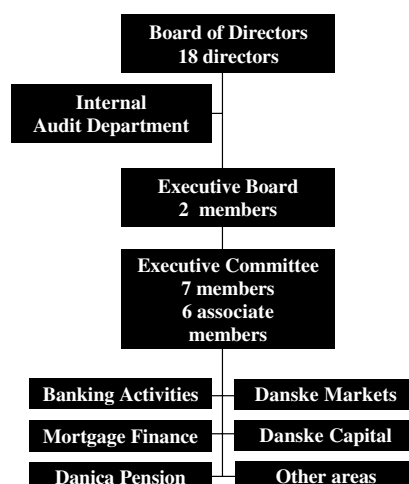 Board of Directors
18 directors
Internal
Audit Department
Executive Board
2 members
Executive Committee
7 members
6 associate
members
Banking Activities
Danske Markets
Mortgage Finance
Danske Capital
Danica Pension
Other areas